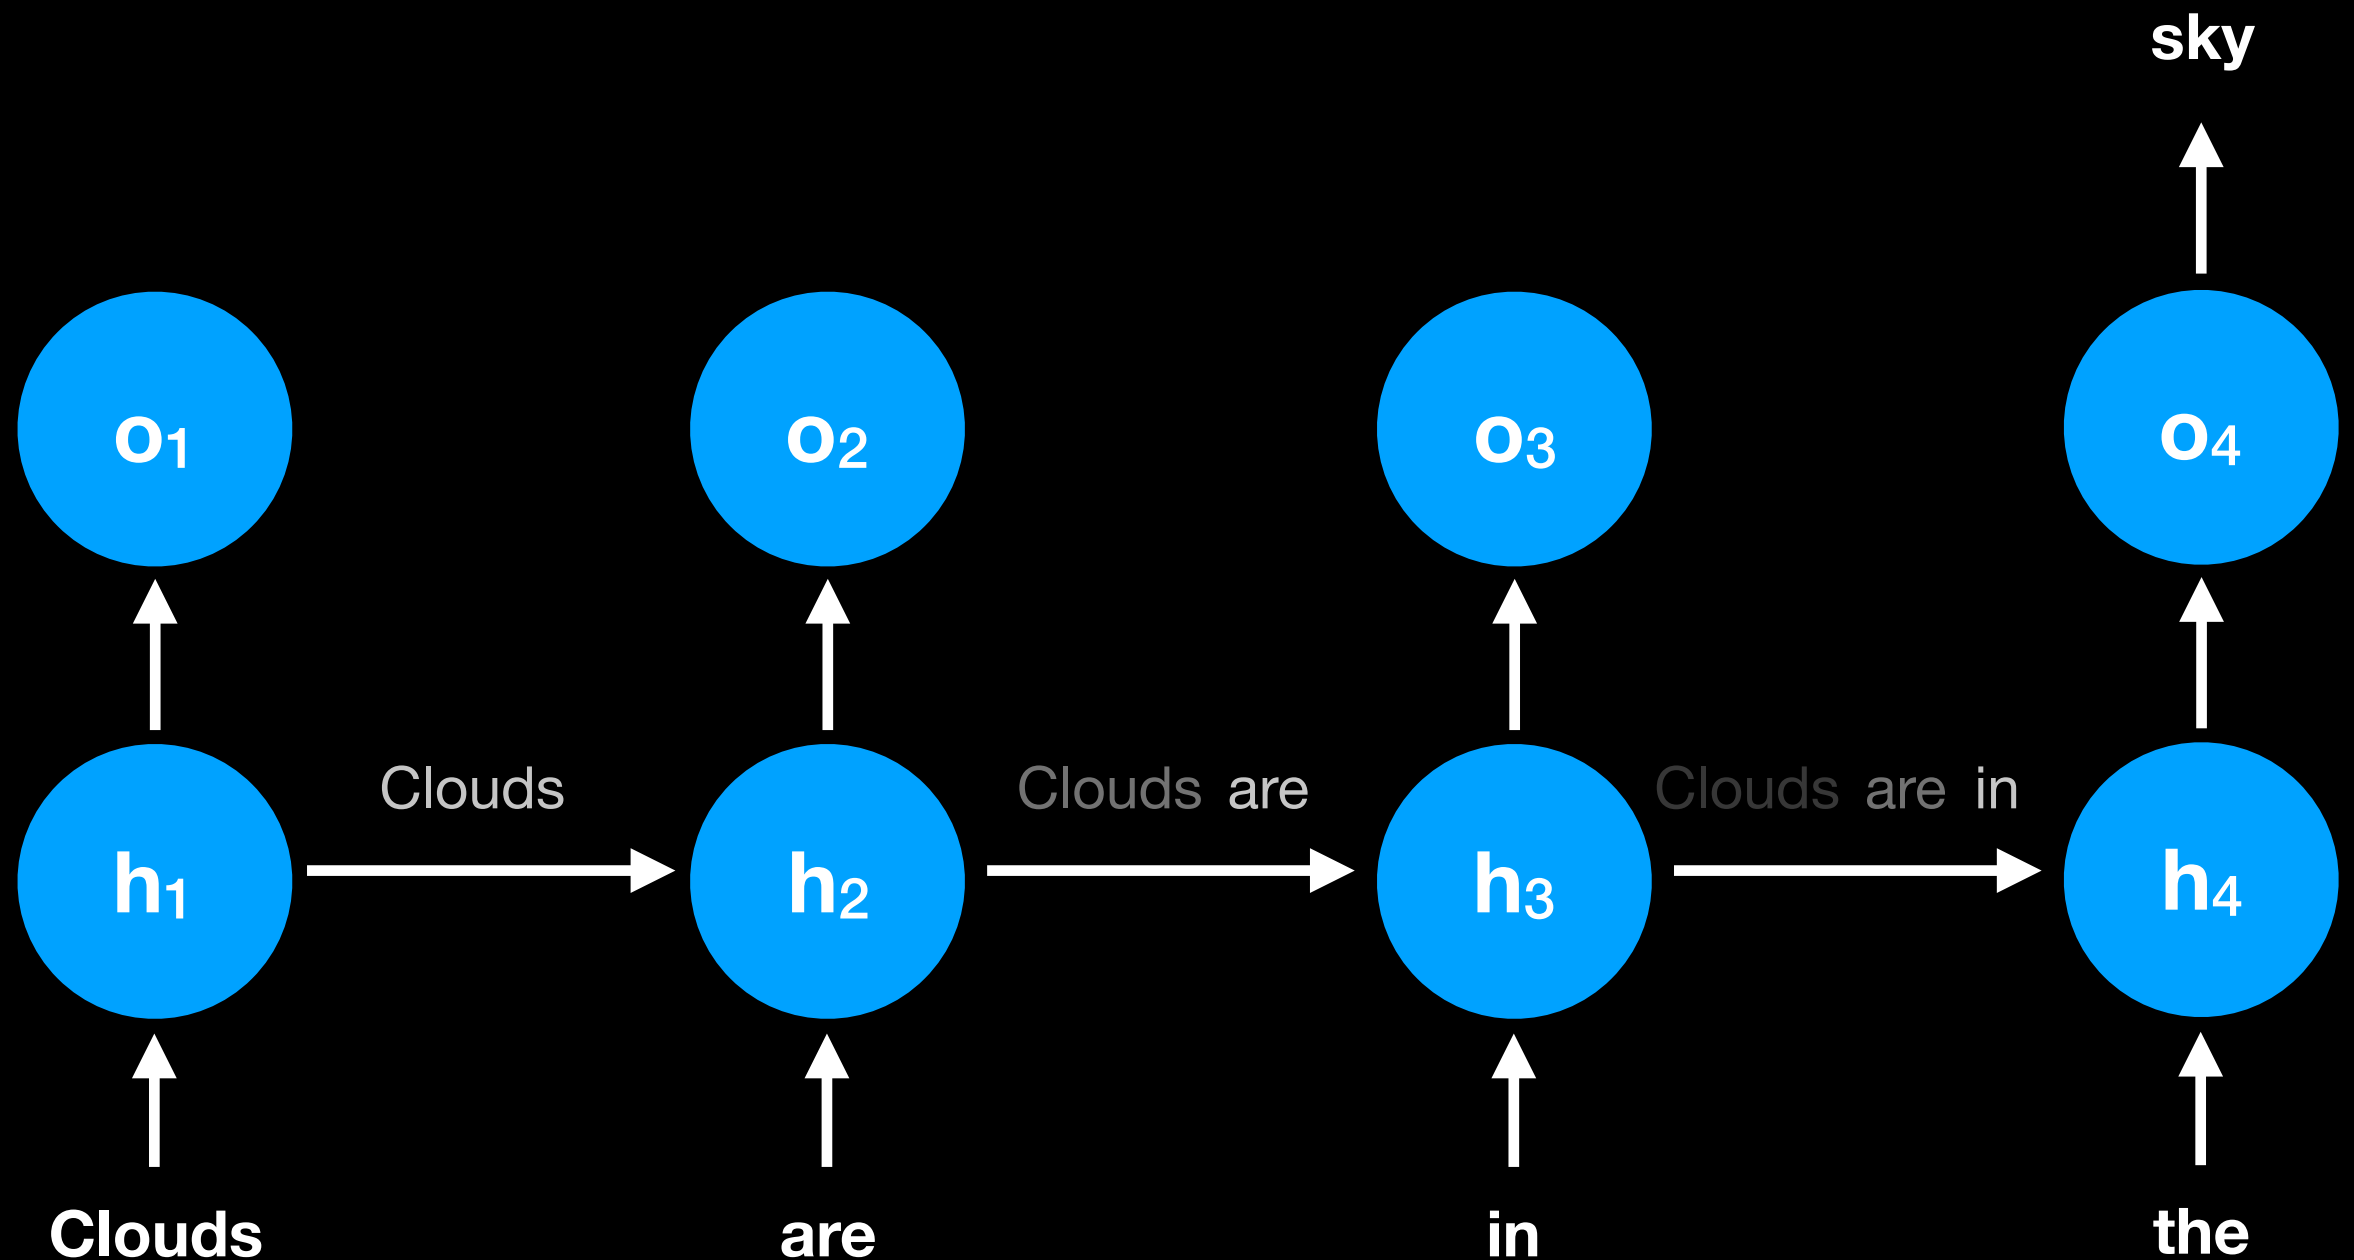 sky
o₁ o₂ o₃ o₄
Clouds Clouds are Clouds are in
h₁ h₂ h₃ h₄
Clouds are in the